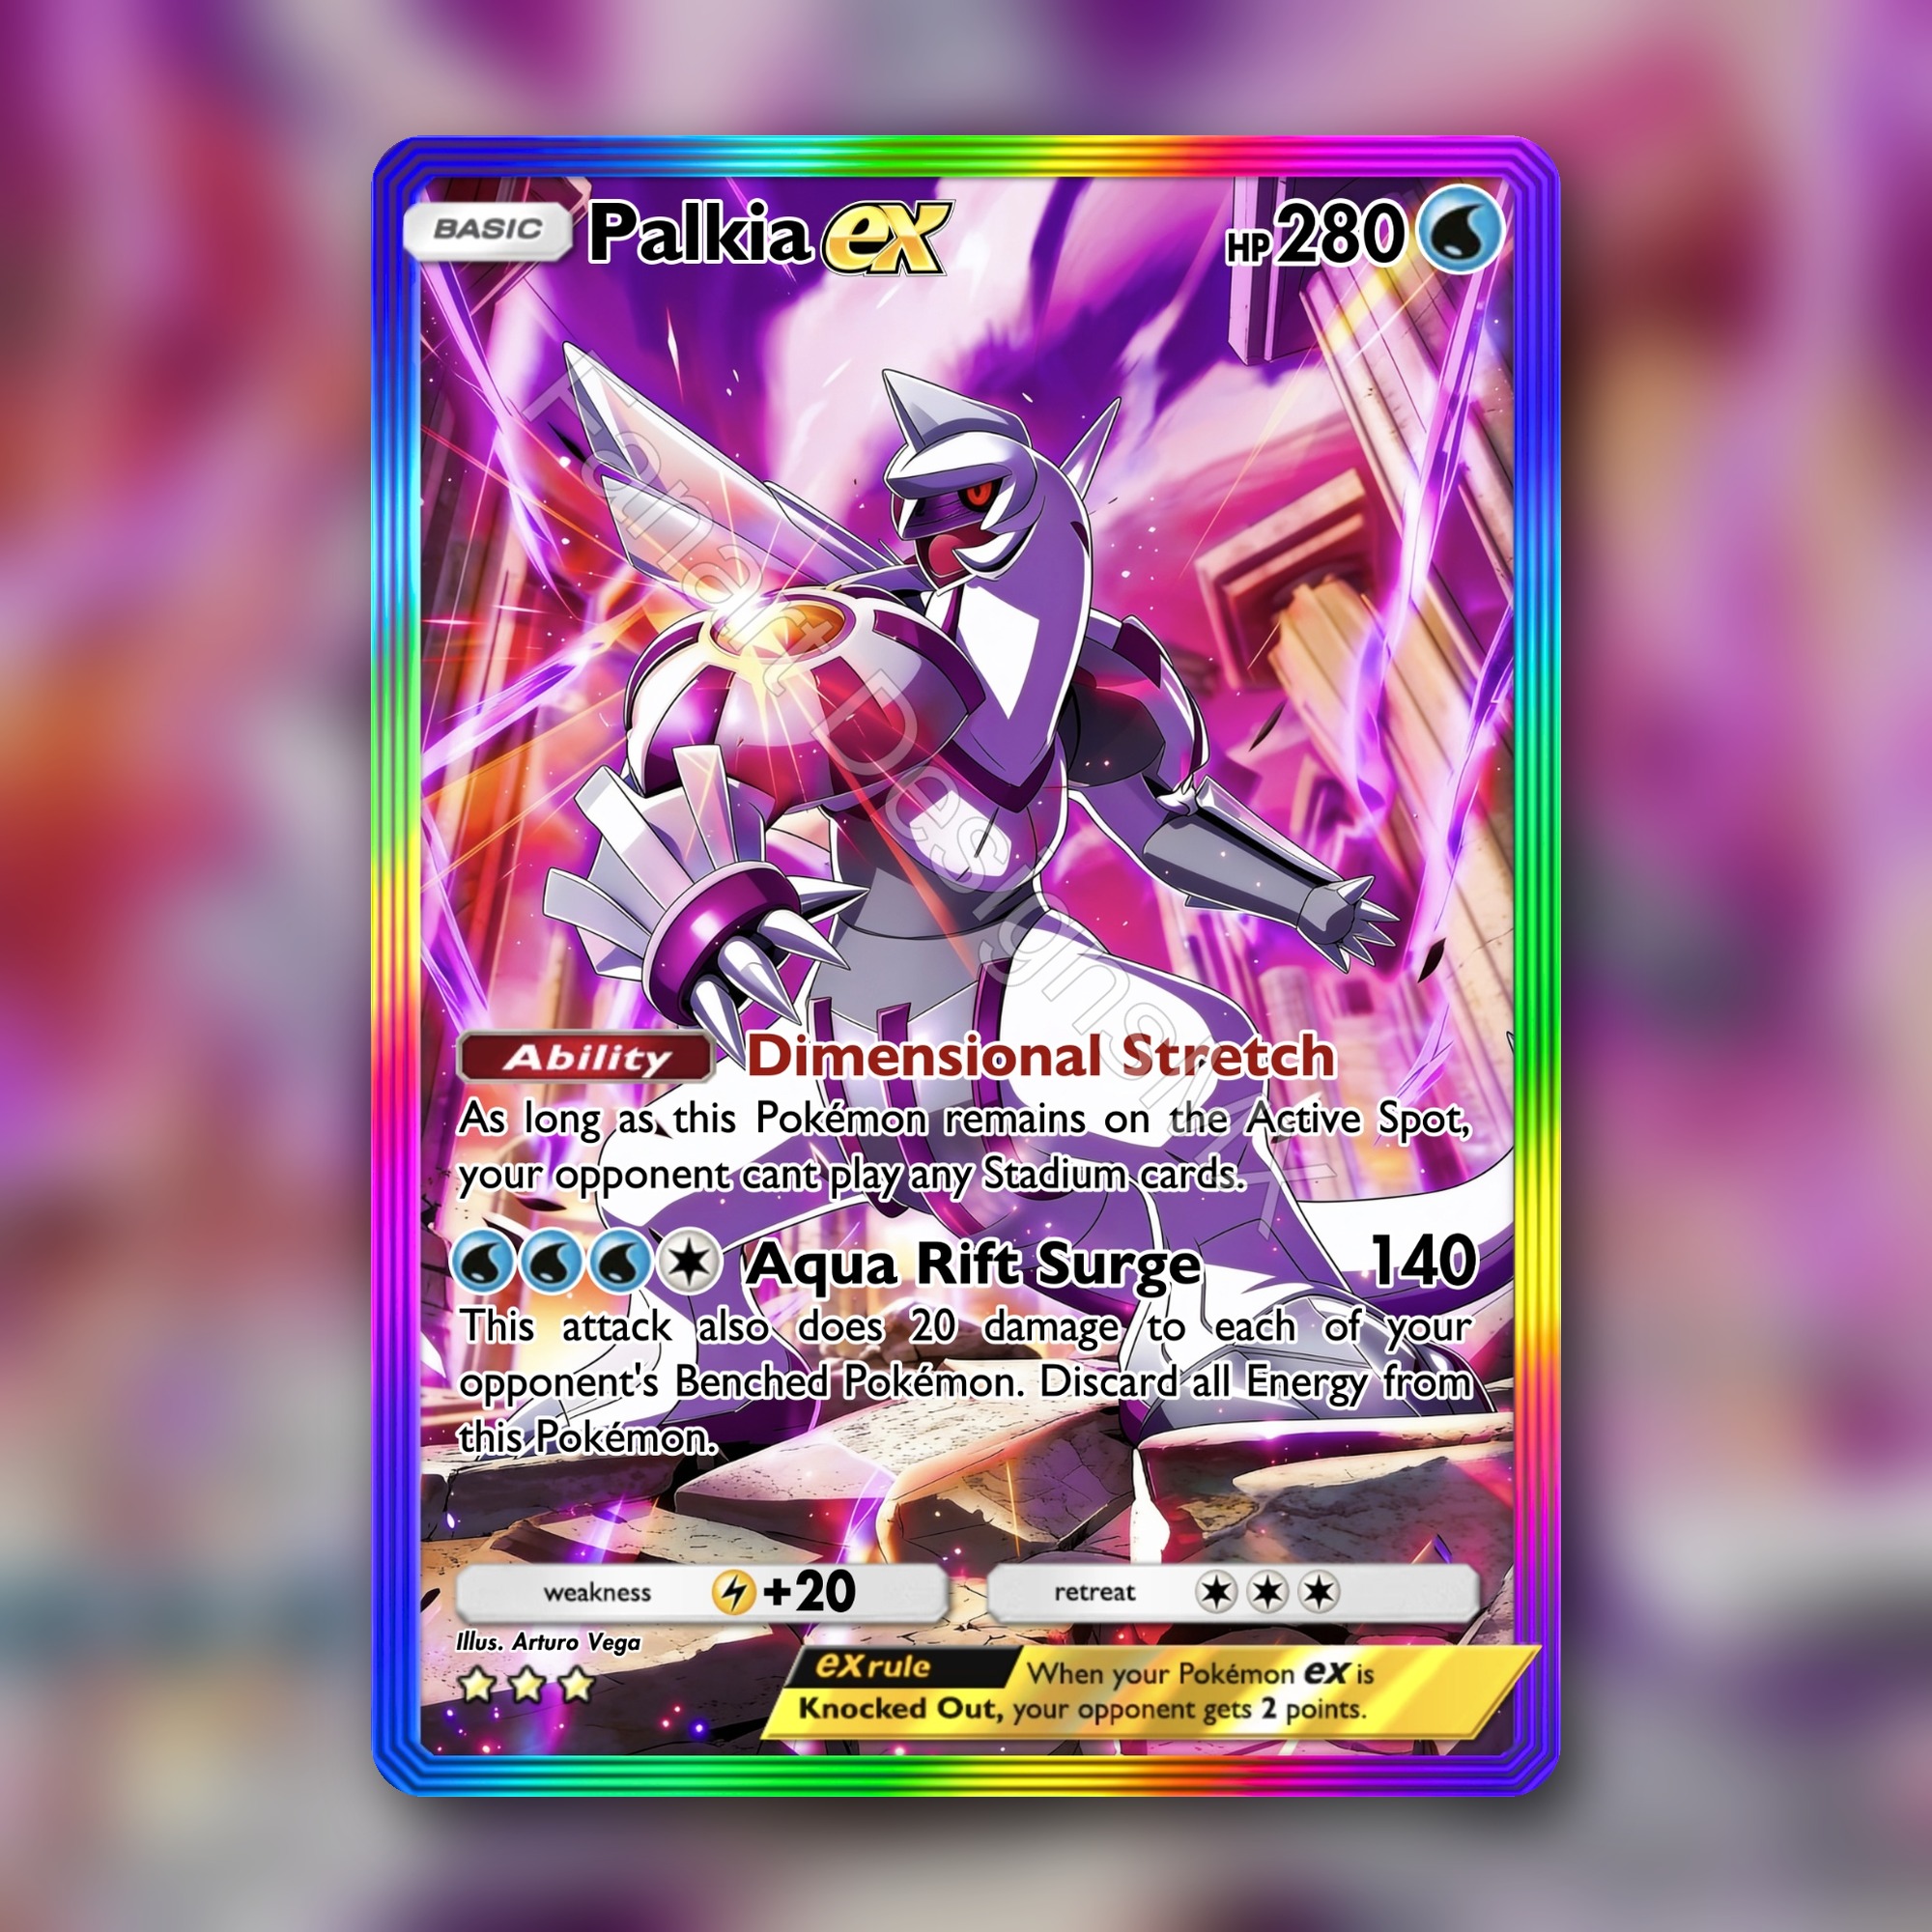 BASIC Palkia ex HP 280
Fanart DesignsMX
Ability Dimensional Stretch
As long as this Pokémon remains on the Active Spot,
your opponent cant play any Stadium cards.
Aqua Rift Surge 140
This attack also does 20 damage to each of your
opponent's Benched Pokémon. Discard all Energy from
this Pokémon.
weakness +20 retreat
Illus. Arturo Vega
ex rule When your Pokémon ex is
Knocked Out, your opponent gets 2 points.